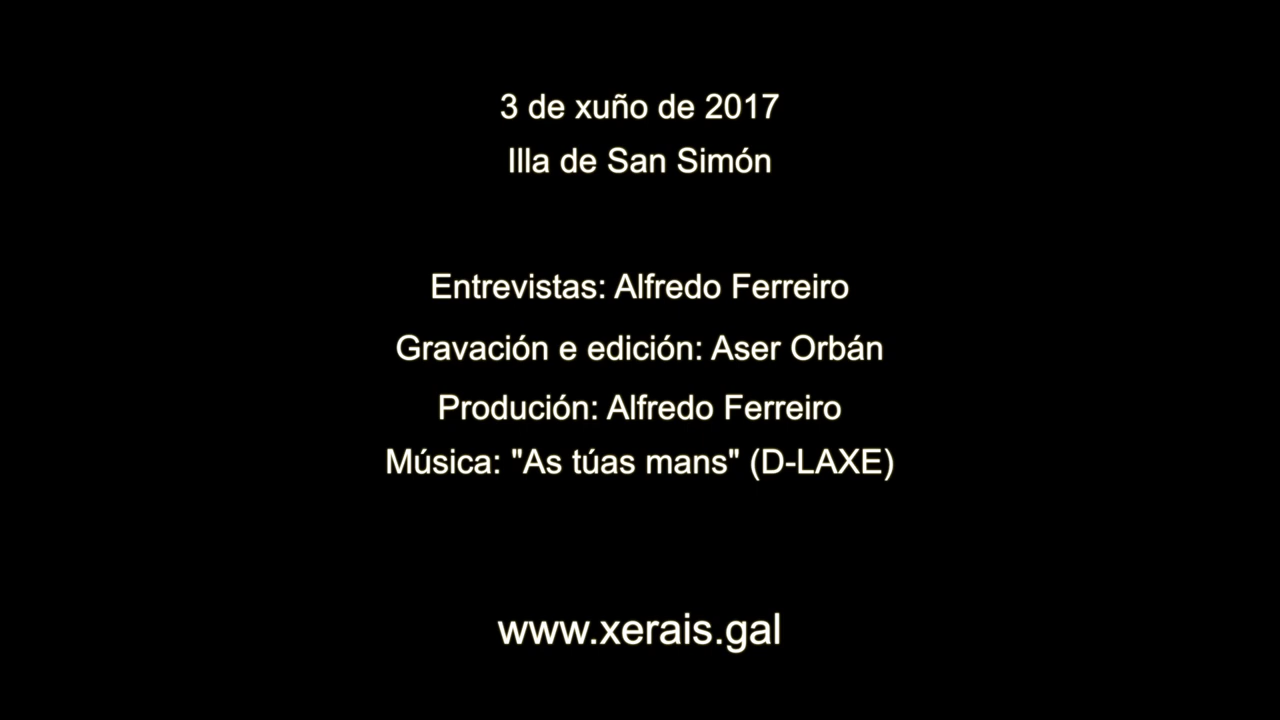 3 de xuño de 2017
Illa de San Simón
Entrevistas: Alfredo Ferreiro
Gravación e edición: Aser Orbán
Produción: Alfredo Ferreiro
Música: "As túas mans" (D-LAXE)
www.xerais.gal